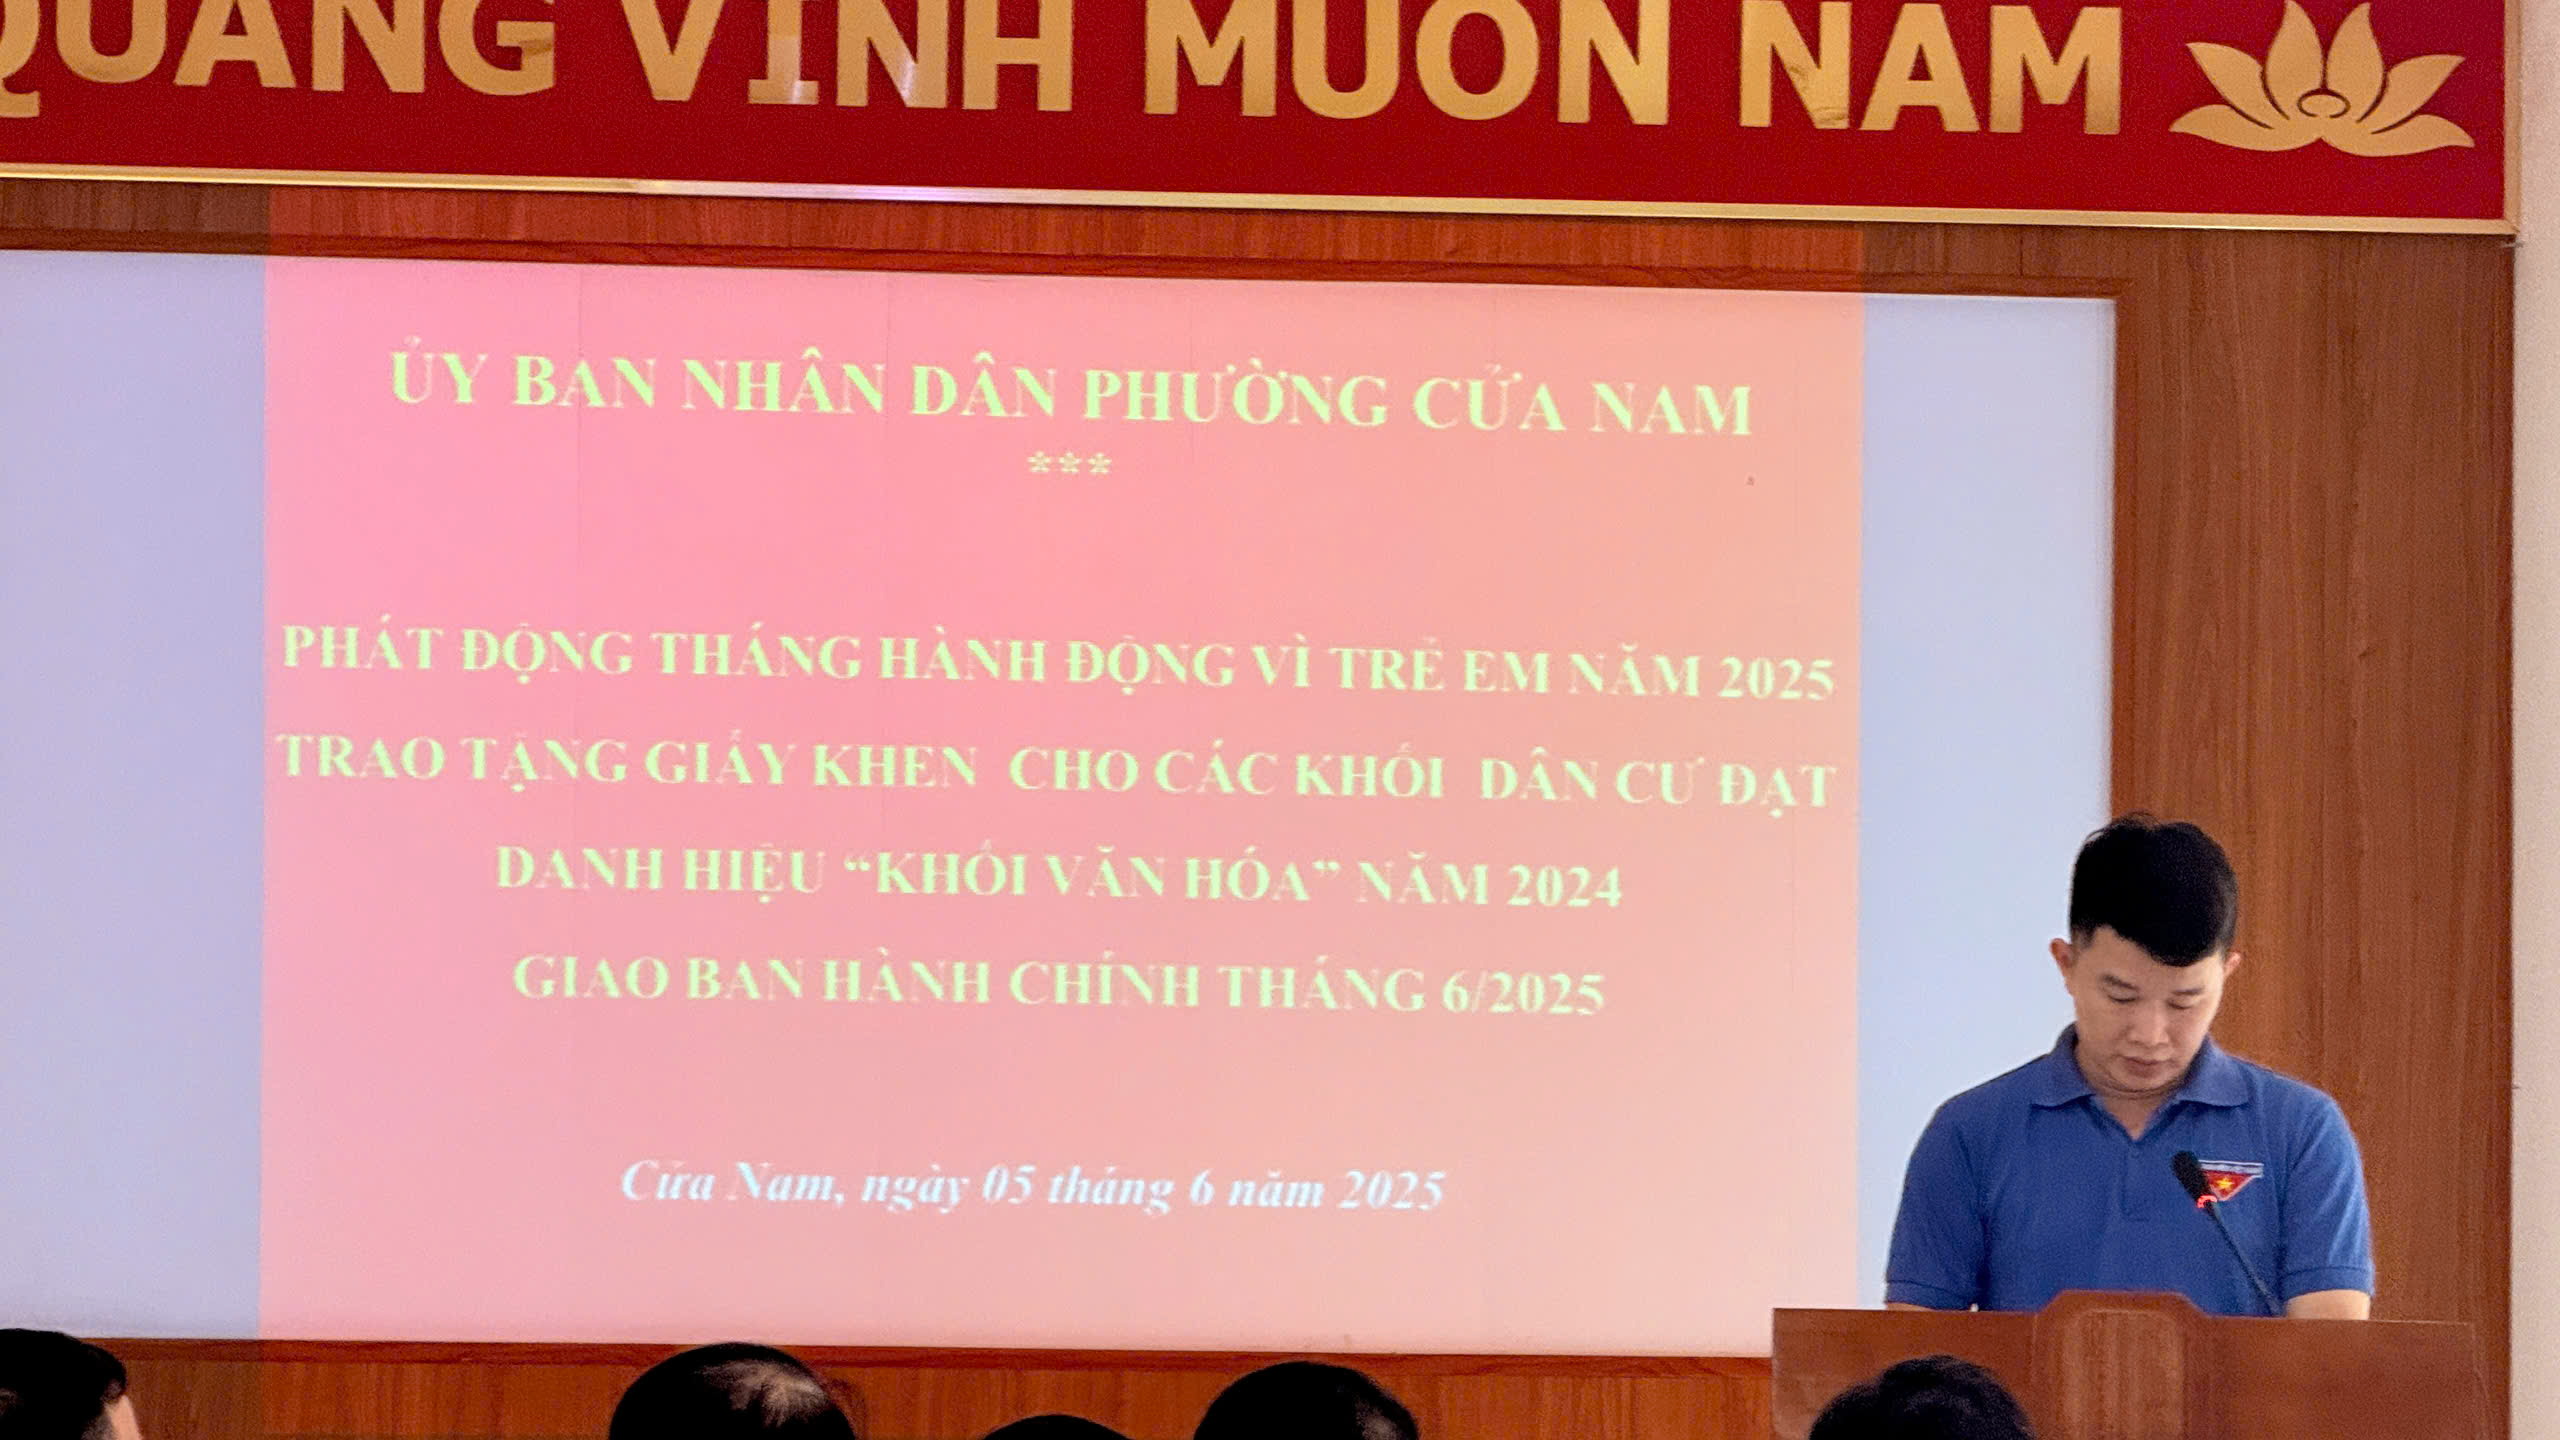 QUANG VINH MUÔN NĂM
ỦY BAN NHÂN DÂN PHƯỜNG CỬA NAM
***
PHÁT ĐỘNG THÁNG HÀNH ĐỘNG VÌ TRẺ EM NĂM 2025
TRAO TẶNG GIẤY KHEN CHO CÁC KHỐI DÂN CƯ ĐẠT
DANH HIỆU “KHỐI VĂN HÓA” NĂM 2024
GIAO BAN HÀNH CHÍNH THÁNG 6/2025
Cửa Nam, ngày 05 tháng 6 năm 2025